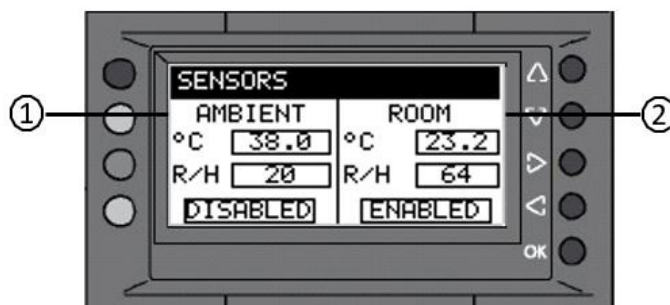 SENSORS
AMBIENT ROOM
°C 38.0 °C 23.2
R/H 20 R/H 64
DISABLED ENABLED
OK
1
2